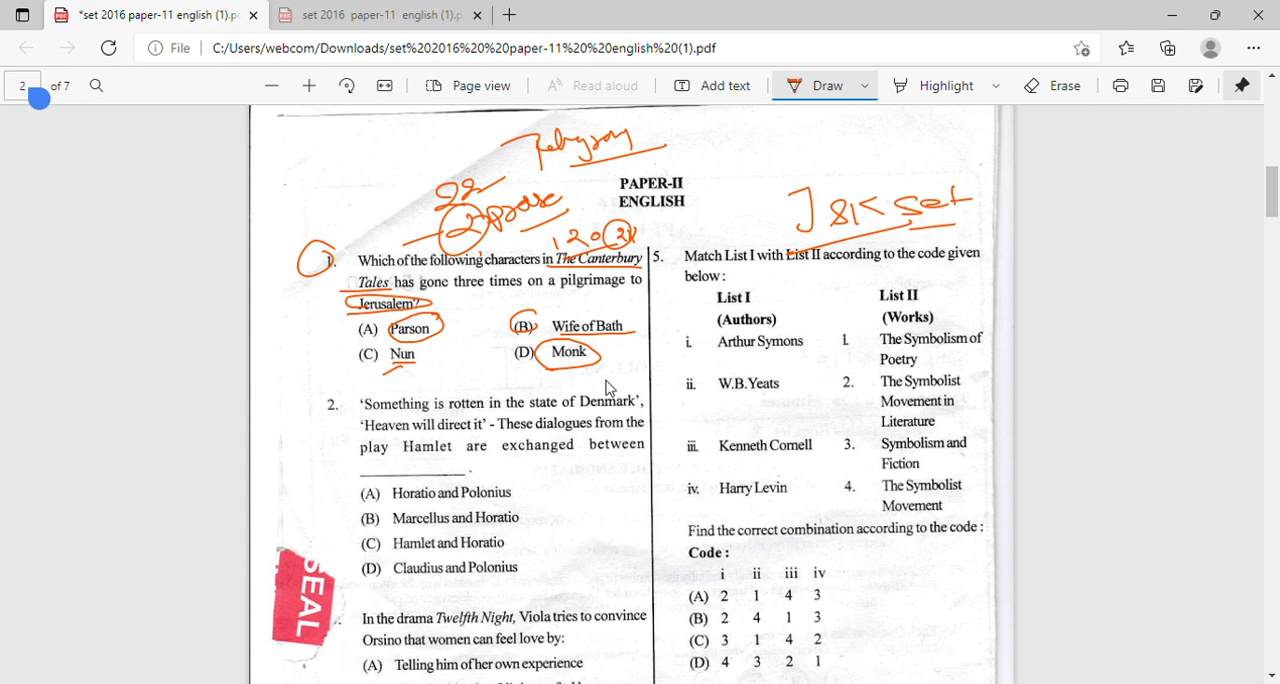 *set 2016 paper-11 english (1).p
set 2016 paper-11 english (1).p
File
C:/Users/webcom/Downloads/set%202016%20%20paper-11%20%20english%20(1).pdf
2
of 7
Page view
Read aloud
Add text
Draw
Highlight
Erase
PAPER-II
ENGLISH
J&K set
22
2 prose
1. Which of the following characters in The Canterbury
Tales has gone three times on a pilgrimage to
Jerusalem?
(A) Parson
(B) Wife of Bath
(C) Nun
(D) Monk
2. ‘Something is rotten in the state of Denmark’,
‘Heaven will direct it’ - These dialogues from the
play Hamlet are exchanged between
____________ .
(A) Horatio and Polonius
(B) Marcellus and Horatio
(C) Hamlet and Horatio
(D) Claudius and Polonius
In the drama Twelfth Night, Viola tries to convince
Orsino that women can feel love by:
(A) Telling him of her own experience
SEAL
5. Match List I with List II according to the code given
below :
List I List II
(Authors) (Works)
i. Arthur Symons 1. The Symbolism of
Poetry
ii. W.B.Yeats 2. The Symbolist
Movement in
Literature
iii. Kenneth Cornell 3. Symbolism and
Fiction
iv. Harry Levin 4. The Symbolist
Movement
Find the correct combination according to the code :
Code :
i ii iii iv
(A) 2 1 4 3
(B) 2 4 1 3
(C) 3 1 4 2
(D) 4 3 2 1